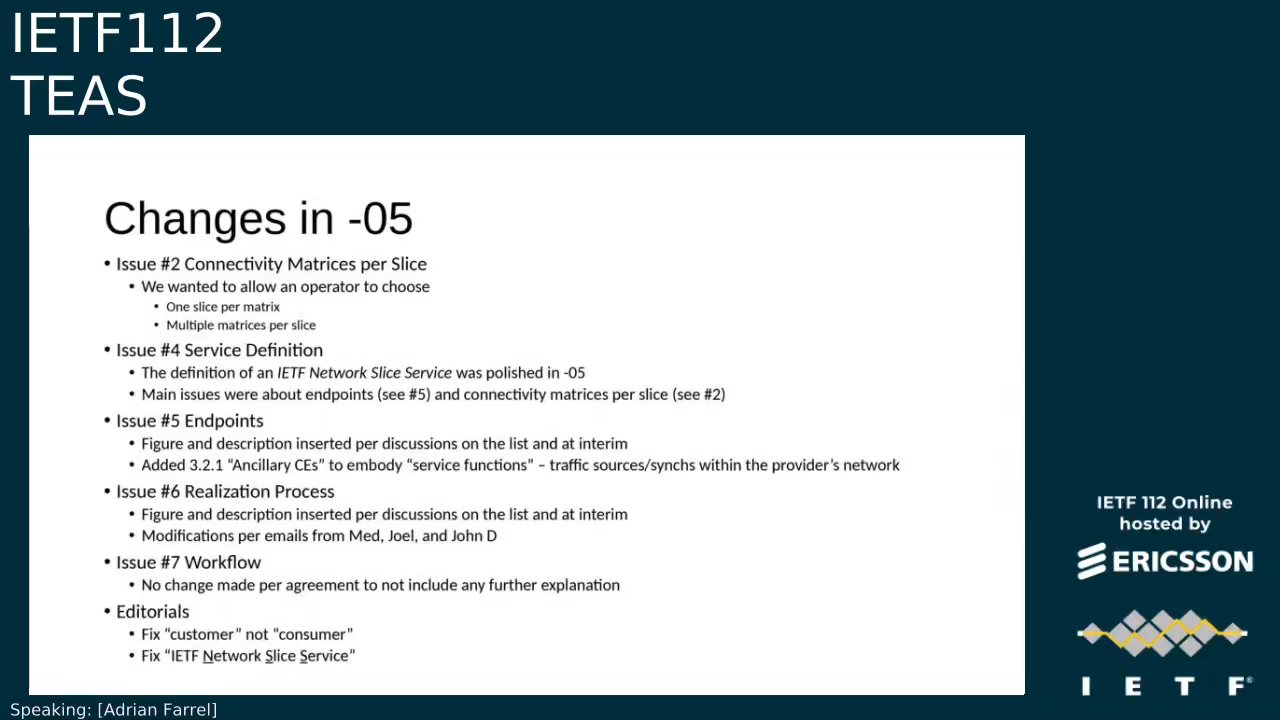 IETF112
TEAS
Changes in -05
• Issue #2 Connectivity Matrices per Slice
• We wanted to allow an operator to choose
• One slice per matrix
• Multiple matrices per slice
• Issue #4 Service Definition
• The definition of an IETF Network Slice Service was polished in -05
• Main issues were about endpoints (see #5) and connectivity matrices per slice (see #2)
• Issue #5 Endpoints
• Figure and description inserted per discussions on the list and at interim
• Added 3.2.1 “Ancillary CEs” to embody “service functions” – traffic sources/synchs within the provider’s network
• Issue #6 Realization Process
• Figure and description inserted per discussions on the list and at interim
• Modifications per emails from Med, Joel, and John D
• Issue #7 Workflow
• No change made per agreement to not include any further explanation
• Editorials
• Fix “customer” not “consumer”
• Fix “IETF Network Slice Service”
IETF 112 Online
hosted by
ERICSSON
I E T F®
Speaking: [Adrian Farrel]